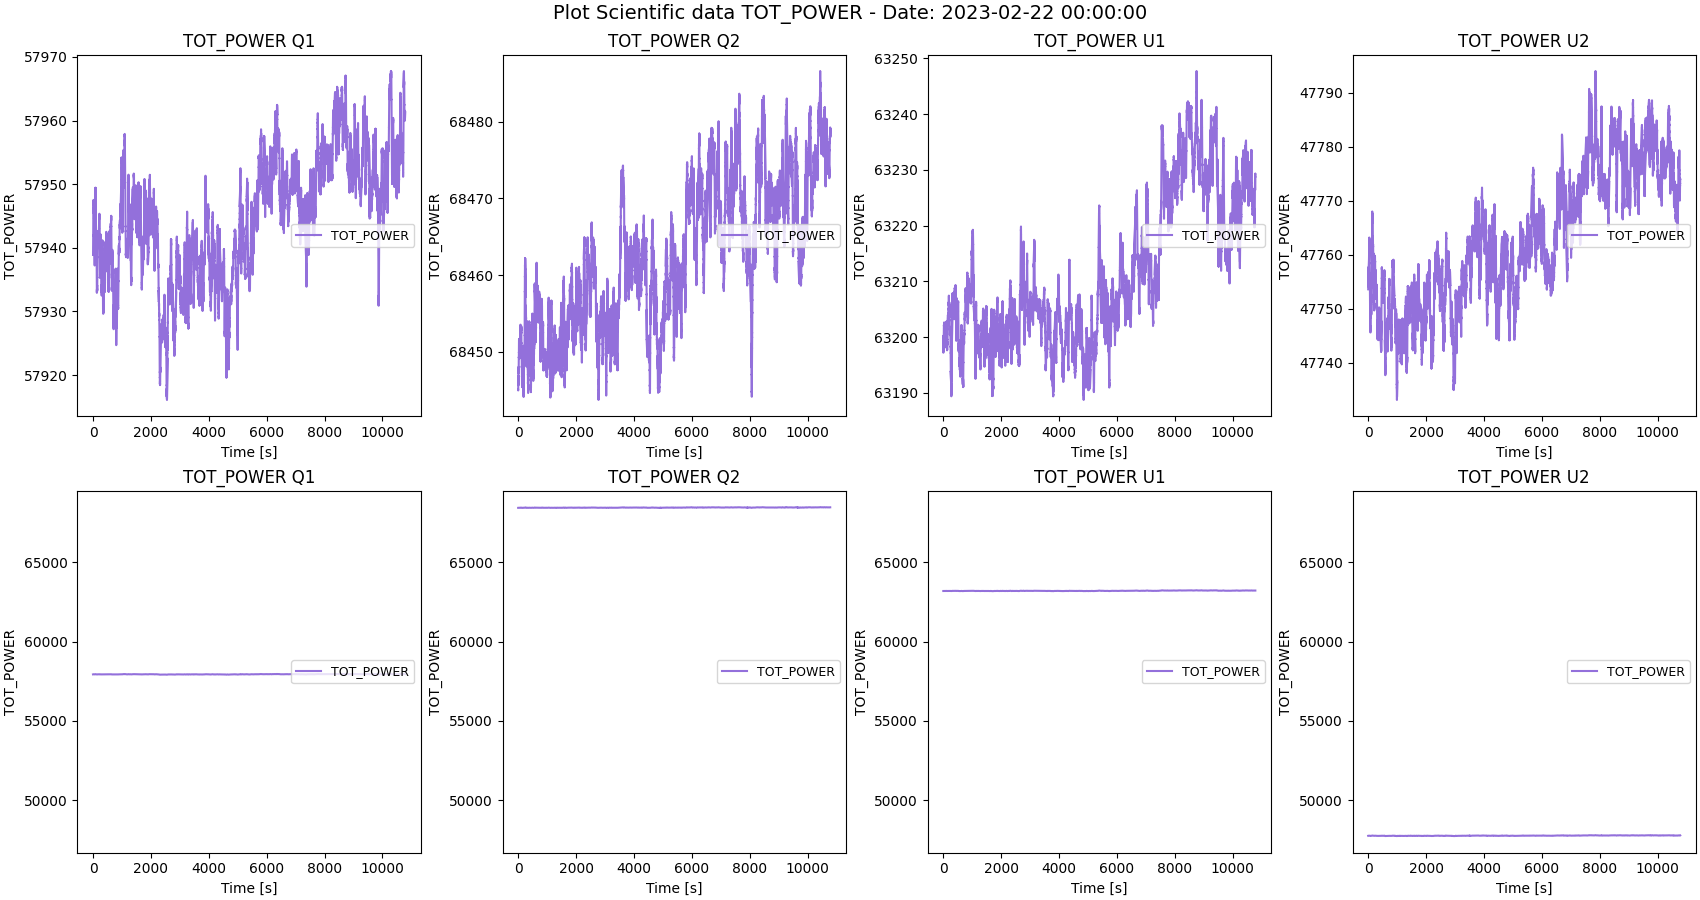 Plot Scientific data TOT_POWER - Date: 2023-02-22 00:00:00
TOT_POWER Q1
TOT_POWER
57970
57960
57950
57940
57930
57920
0 2000 4000 6000 8000 10000
Time [s]
TOT_POWER
TOT_POWER Q2
TOT_POWER
68480
68470
68460
68450
0 2000 4000 6000 8000 10000
Time [s]
TOT_POWER
TOT_POWER U1
TOT_POWER
63250
63240
63230
63220
63210
63200
63190
0 2000 4000 6000 8000 10000
Time [s]
TOT_POWER
TOT_POWER U2
TOT_POWER
47790
47780
47770
47760
47750
47740
0 2000 4000 6000 8000 10000
Time [s]
TOT_POWER
TOT_POWER Q1
TOT_POWER
65000
60000
55000
50000
0 2000 4000 6000 8000 10000
Time [s]
TOT_POWER
TOT_POWER Q2
TOT_POWER
65000
60000
55000
50000
0 2000 4000 6000 8000 10000
Time [s]
TOT_POWER
TOT_POWER U1
TOT_POWER
65000
60000
55000
50000
0 2000 4000 6000 8000 10000
Time [s]
TOT_POWER
TOT_POWER U2
TOT_POWER
65000
60000
55000
50000
0 2000 4000 6000 8000 10000
Time [s]
TOT_POWER